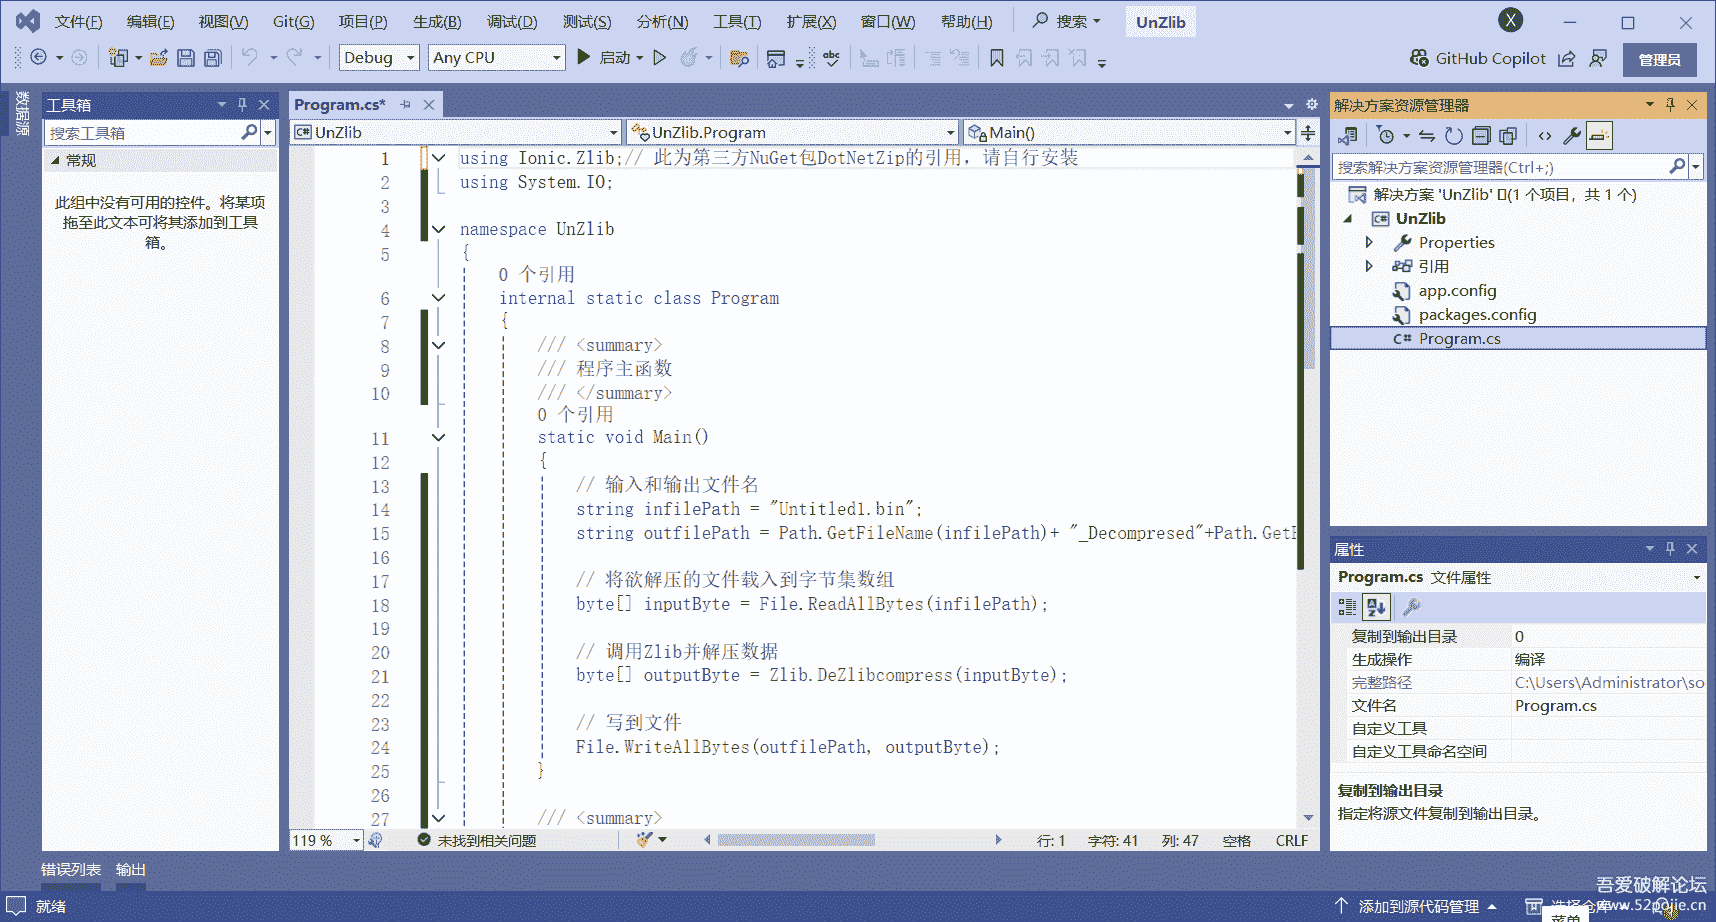 文件(F) 编辑(E) 视图(V) Git(G) 项目(P) 生成(B) 调试(D) 测试(S) 分析(N) 工具(T) 扩展(X) 窗口(W) 帮助(H) 搜索 UnZlib X
Debug Any CPU 启动 abc GitHub Copilot 管理员
数据源
工具箱
搜索工具箱
常规
此组中没有可用的控件。将某项
拖至此文本可将其添加到工具
箱。
Program.cs*
UnZlib UnZlib.Program Main()
1 using Ionic.Zlib;// 此为第三方NuGet包DotNetZip的引用，请自行安装
2 using System.IO;
3
4 namespace UnZlib
5 {
0 个引用
6 internal static class Program
7 {
8 /// <summary>
9 /// 程序主函数
10 /// </summary>
0 个引用
11 static void Main()
12 {
13 // 输入和输出文件名
14 string infilePath = "Untitled1.bin";
15 string outfilePath = Path.GetFileName(infilePath)+ "_Decompresed"+Path.GetF
16
17 // 将欲解压的文件载入到字节集数组
18 byte[] inputByte = File.ReadAllBytes(infilePath);
19
20 // 调用Zlib并解压数据
21 byte[] outputByte = Zlib.DeZlibcompress(inputByte);
22
23 // 写到文件
24 File.WriteAllBytes(outfilePath, outputByte);
25 }
26
27 /// <summary>
119 % 未找到相关问题 行: 1 字符: 41 列: 47 空格 CRLF
解决方案资源管理器
搜索解决方案资源管理器(Ctrl+;)
解决方案 'UnZlib' (1 个项目，共 1 个)
C# UnZlib
Properties
引用
app.config
packages.config
C# Program.cs
属性
Program.cs 文件属性
复制到输出目录 0
生成操作 编译
完整路径 C:\Users\Administrator\so
文件名 Program.cs
自定义工具
自定义工具命名空间
复制到输出目录
指定将源文件复制到输出目录。
错误列表 输出
就绪 添加到源代码管理 选择仓库
菜单
吾爱破解论坛
www.52pojie.cn